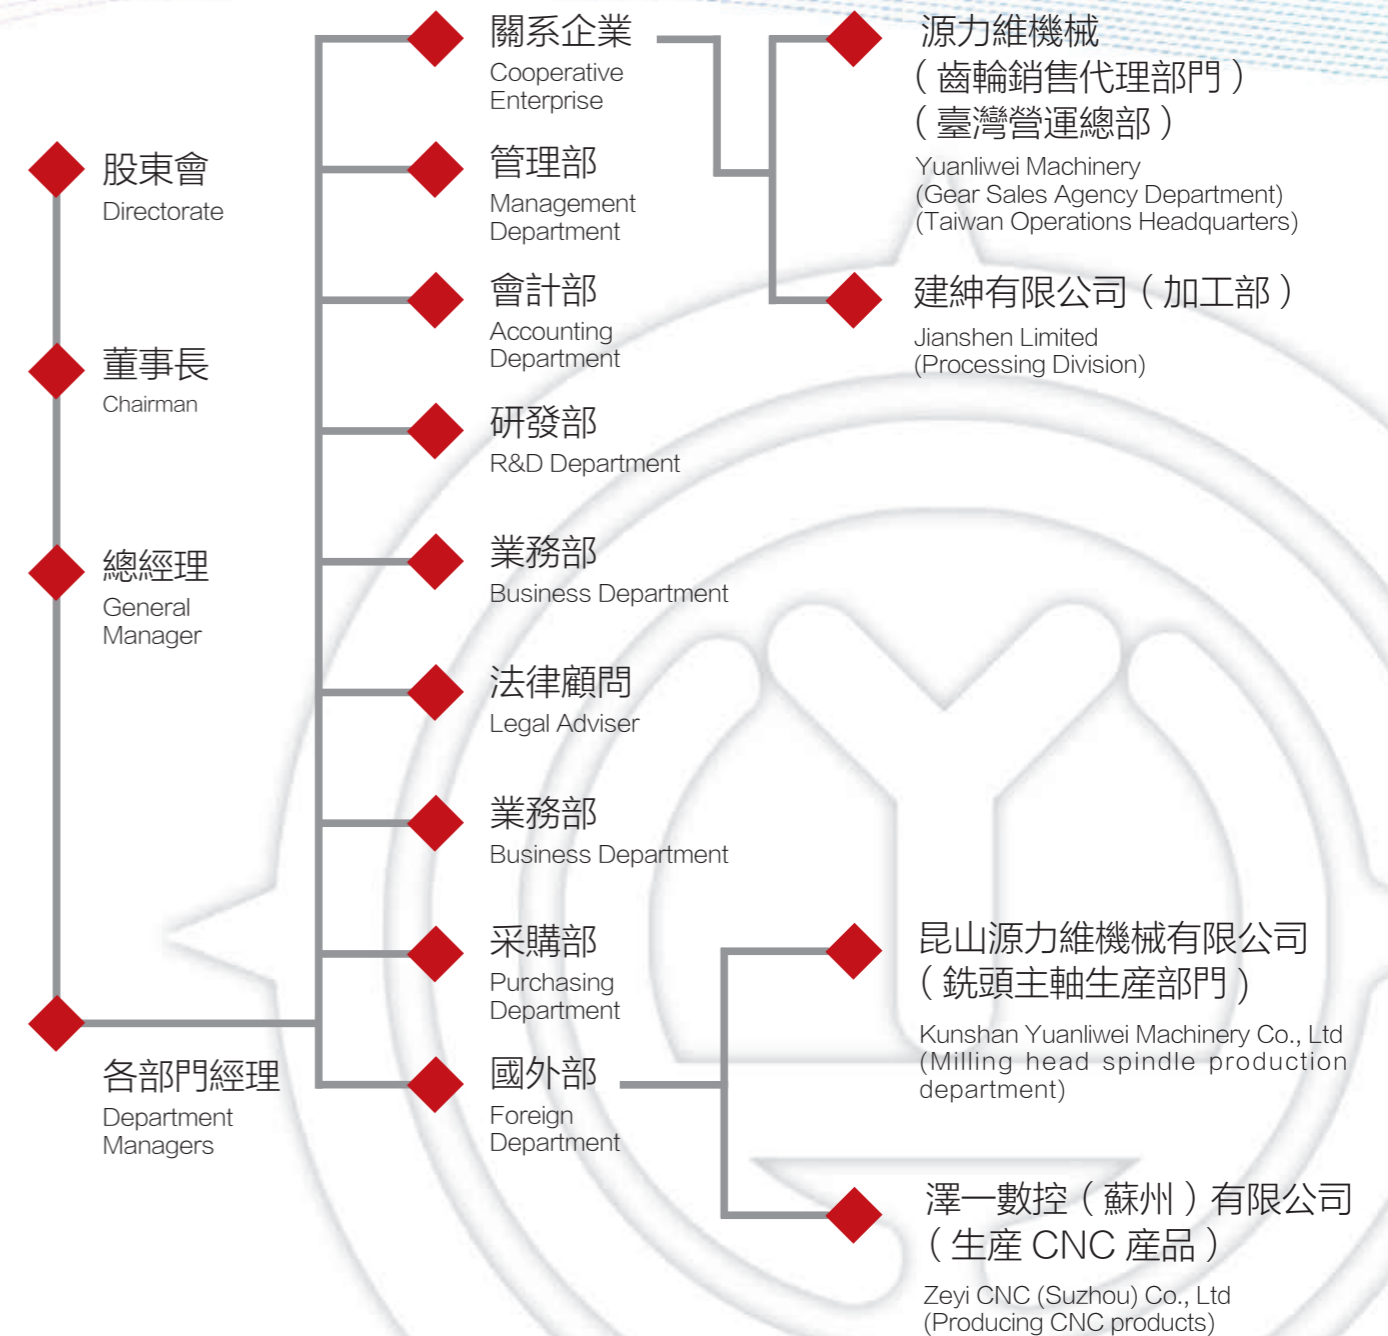 股東會
Directorate
董事長
Chairman
總經理
General
Manager
各部門經理
Department
Managers
關系企業
Cooperative
Enterprise
管理部
Management
Department
會計部
Accounting
Department
研發部
R&D Department
業務部
Business Department
法律顧問
Legal Adviser
業務部
Business Department
采購部
Purchasing
Department
國外部
Foreign
Department
源力維機械
（齒輪銷售代理部門）
（臺灣營運總部）
Yuanliwei Machinery
(Gear Sales Agency Department)
(Taiwan Operations Headquarters)
建紳有限公司（加工部）
Jianshen Limited
(Processing Division)
昆山源力維機械有限公司
（銑頭主軸生産部門）
Kunshan Yuanliwei Machinery Co., Ltd
(Milling head spindle production
department)
澤一數控（蘇州）有限公司
（生産 CNC 産品）
Zeyi CNC (Suzhou) Co., Ltd
(Producing CNC products)